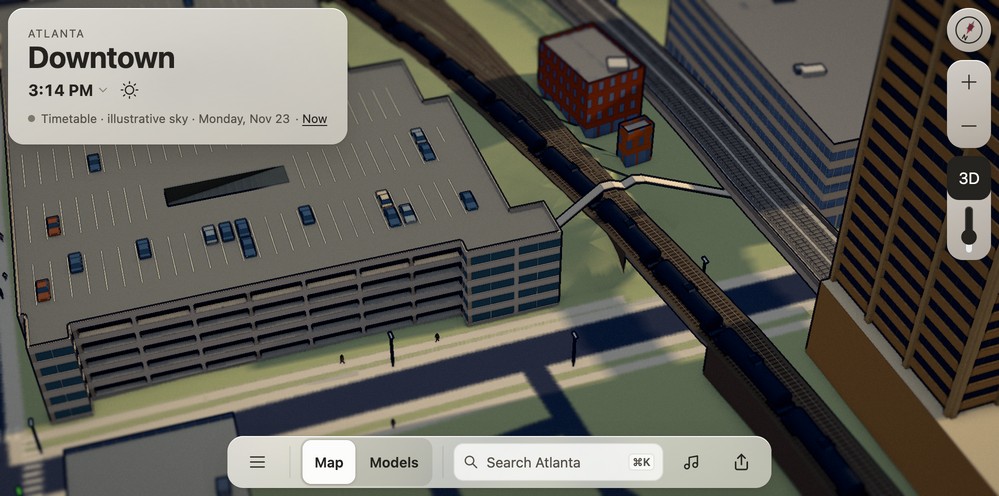 ATLANTA
Downtown
3:14 PM
Timetable · illustrative sky · Monday, Nov 23 · Now
N
3D
Map
Models
Search Atlanta
⌘K